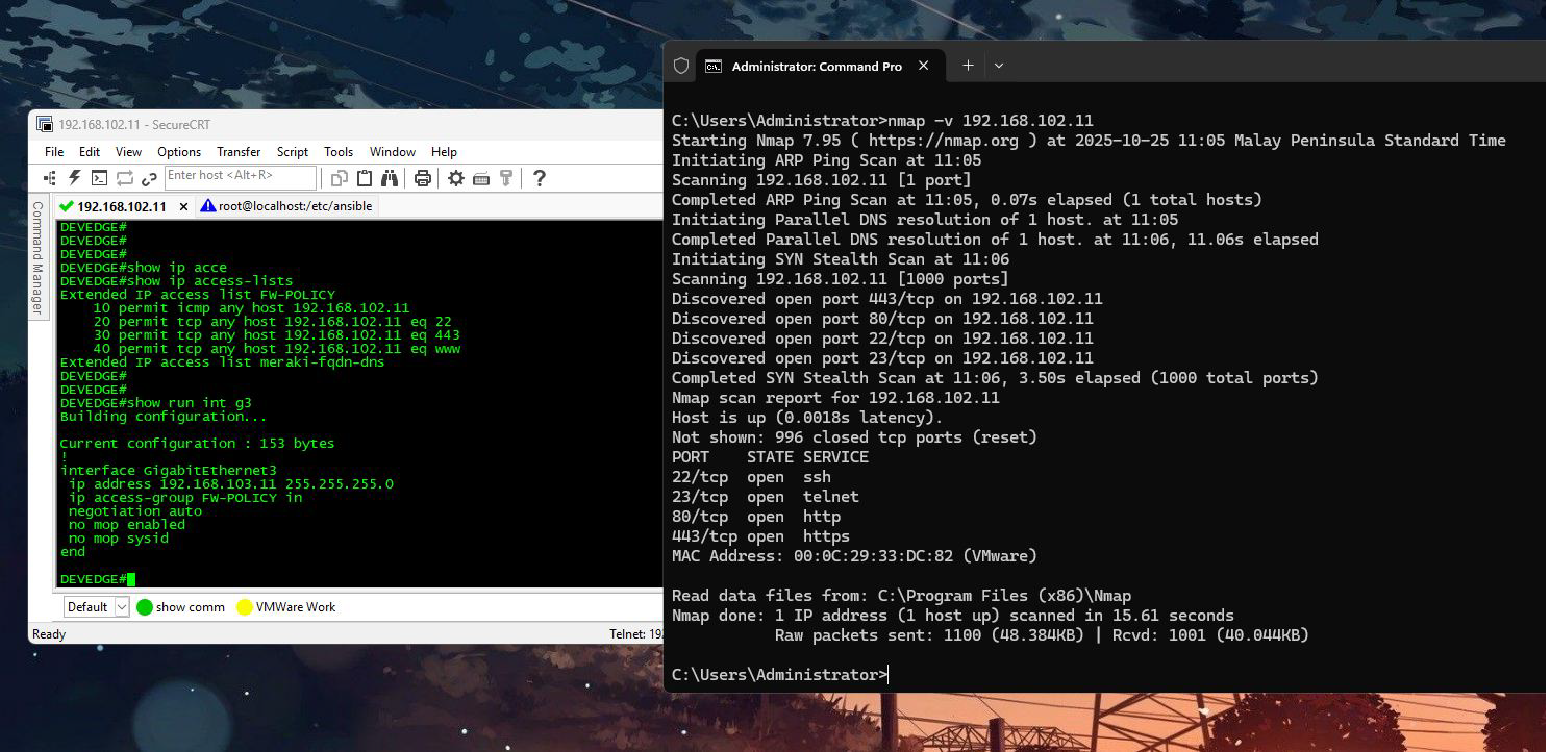 192.168.102.11 - SecureCRT
File Edit View Options Transfer Script Tools Window Help
Enter host <Alt+R>
192.168.102.11 root@localhost:/etc/ansible
Command Manager
DEVEDGE#
DEVEDGE#
DEVEDGE#
DEVEDGE#show ip acce
DEVEDGE#show ip access-lists
Extended IP access list FW-POLICY
10 permit icmp any host 192.168.102.11
20 permit tcp any host 192.168.102.11 eq 22
30 permit tcp any host 192.168.102.11 eq 443
40 permit tcp any host 192.168.102.11 eq www
Extended IP access list meraki-fqdn-dns
DEVEDGE#
DEVEDGE#
DEVEDGE#show run int g3
Building configuration...
Current configuration : 153 bytes
!
interface GigabitEthernet3
ip address 192.168.103.11 255.255.255.0
ip access-group FW-POLICY in
negotiation auto
no mop enabled
no mop sysid
end
DEVEDGE#
Default show comm VMWare Work
Ready Telnet: 192
Administrator: Command Pro
C:\Users\Administrator>nmap -v 192.168.102.11
Starting Nmap 7.95 ( https://nmap.org ) at 2025-10-25 11:05 Malay Peninsula Standard Time
Initiating ARP Ping Scan at 11:05
Scanning 192.168.102.11 [1 port]
Completed ARP Ping Scan at 11:05, 0.07s elapsed (1 total hosts)
Initiating Parallel DNS resolution of 1 host. at 11:05
Completed Parallel DNS resolution of 1 host. at 11:06, 11.06s elapsed
Initiating SYN Stealth Scan at 11:06
Scanning 192.168.102.11 [1000 ports]
Discovered open port 443/tcp on 192.168.102.11
Discovered open port 80/tcp on 192.168.102.11
Discovered open port 22/tcp on 192.168.102.11
Discovered open port 23/tcp on 192.168.102.11
Completed SYN Stealth Scan at 11:06, 3.50s elapsed (1000 total ports)
Nmap scan report for 192.168.102.11
Host is up (0.0018s latency).
Not shown: 996 closed tcp ports (reset)
PORT STATE SERVICE
22/tcp open ssh
23/tcp open telnet
80/tcp open http
443/tcp open https
MAC Address: 00:0C:29:33:DC:82 (VMware)
Read data files from: C:\Program Files (x86)\Nmap
Nmap done: 1 IP address (1 host up) scanned in 15.61 seconds
Raw packets sent: 1100 (48.384KB) | Rcvd: 1001 (40.044KB)
C:\Users\Administrator>